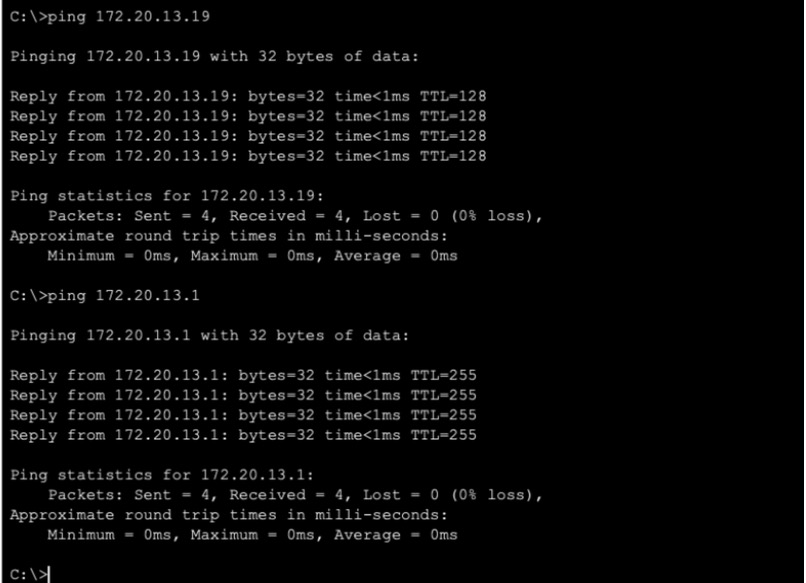 C:\>ping 172.20.13.19
Pinging 172.20.13.19 with 32 bytes of data:
Reply from 172.20.13.19: bytes=32 time<1ms TTL=128
Reply from 172.20.13.19: bytes=32 time<1ms TTL=128
Reply from 172.20.13.19: bytes=32 time<1ms TTL=128
Reply from 172.20.13.19: bytes=32 time<1ms TTL=128
Ping statistics for 172.20.13.19:
    Packets: Sent = 4, Received = 4, Lost = 0 (0% loss),
Approximate round trip times in milli-seconds:
    Minimum = 0ms, Maximum = 0ms, Average = 0ms
C:\>ping 172.20.13.1
Pinging 172.20.13.1 with 32 bytes of data:
Reply from 172.20.13.1: bytes=32 time<1ms TTL=255
Reply from 172.20.13.1: bytes=32 time<1ms TTL=255
Reply from 172.20.13.1: bytes=32 time<1ms TTL=255
Reply from 172.20.13.1: bytes=32 time<1ms TTL=255
Ping statistics for 172.20.13.1:
    Packets: Sent = 4, Received = 4, Lost = 0 (0% loss),
Approximate round trip times in milli-seconds:
    Minimum = 0ms, Maximum = 0ms, Average = 0ms
C:\>